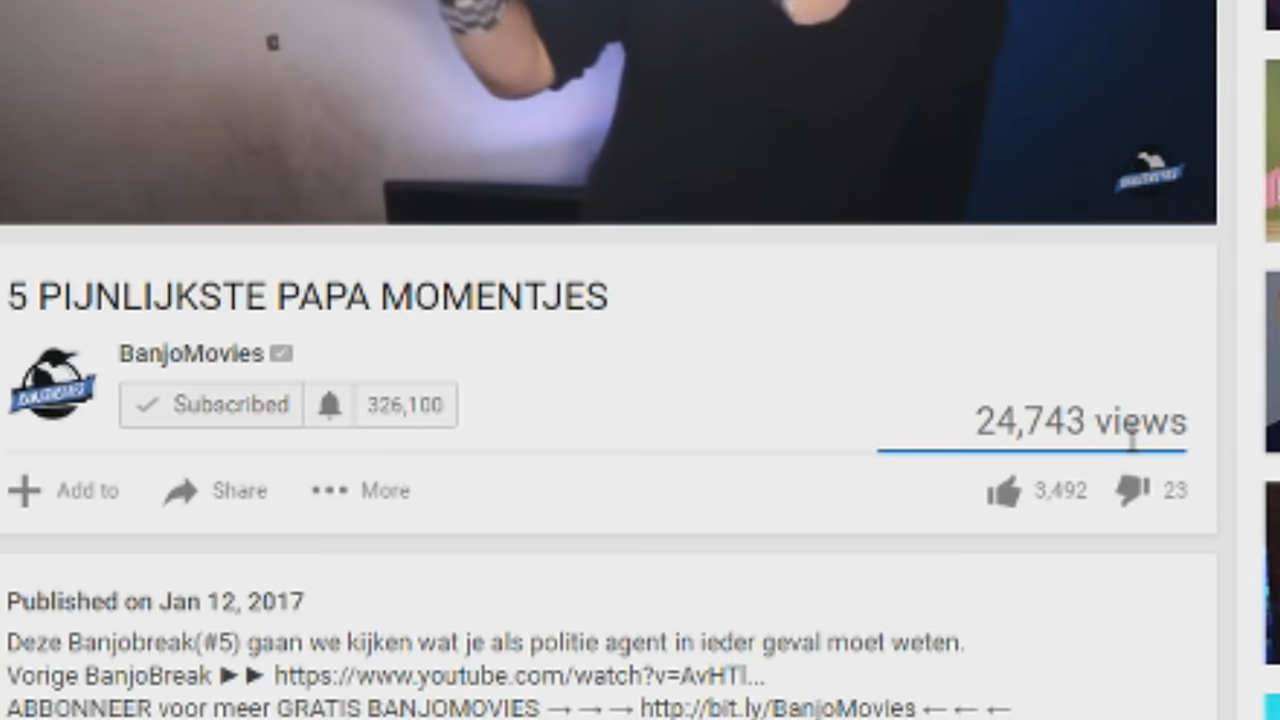 5 PIJNLIJKSTE PAPA MOMENTJES
BanjoMovies
Subscribed 326,100
24,743 views
Add to Share More 3,492 23
Published on Jan 12, 2017
Deze Banjobreak(#5) gaan we kijken wat je als politie agent in ieder geval moet weten.
Vorige BanjoBreak ►► https://www.youtube.com/watch?v=AvHTl...
ABBONNEER voor meer GRATIS BANJOMOVIES → → → http://bit.ly/BanjoMovies ← ← ←